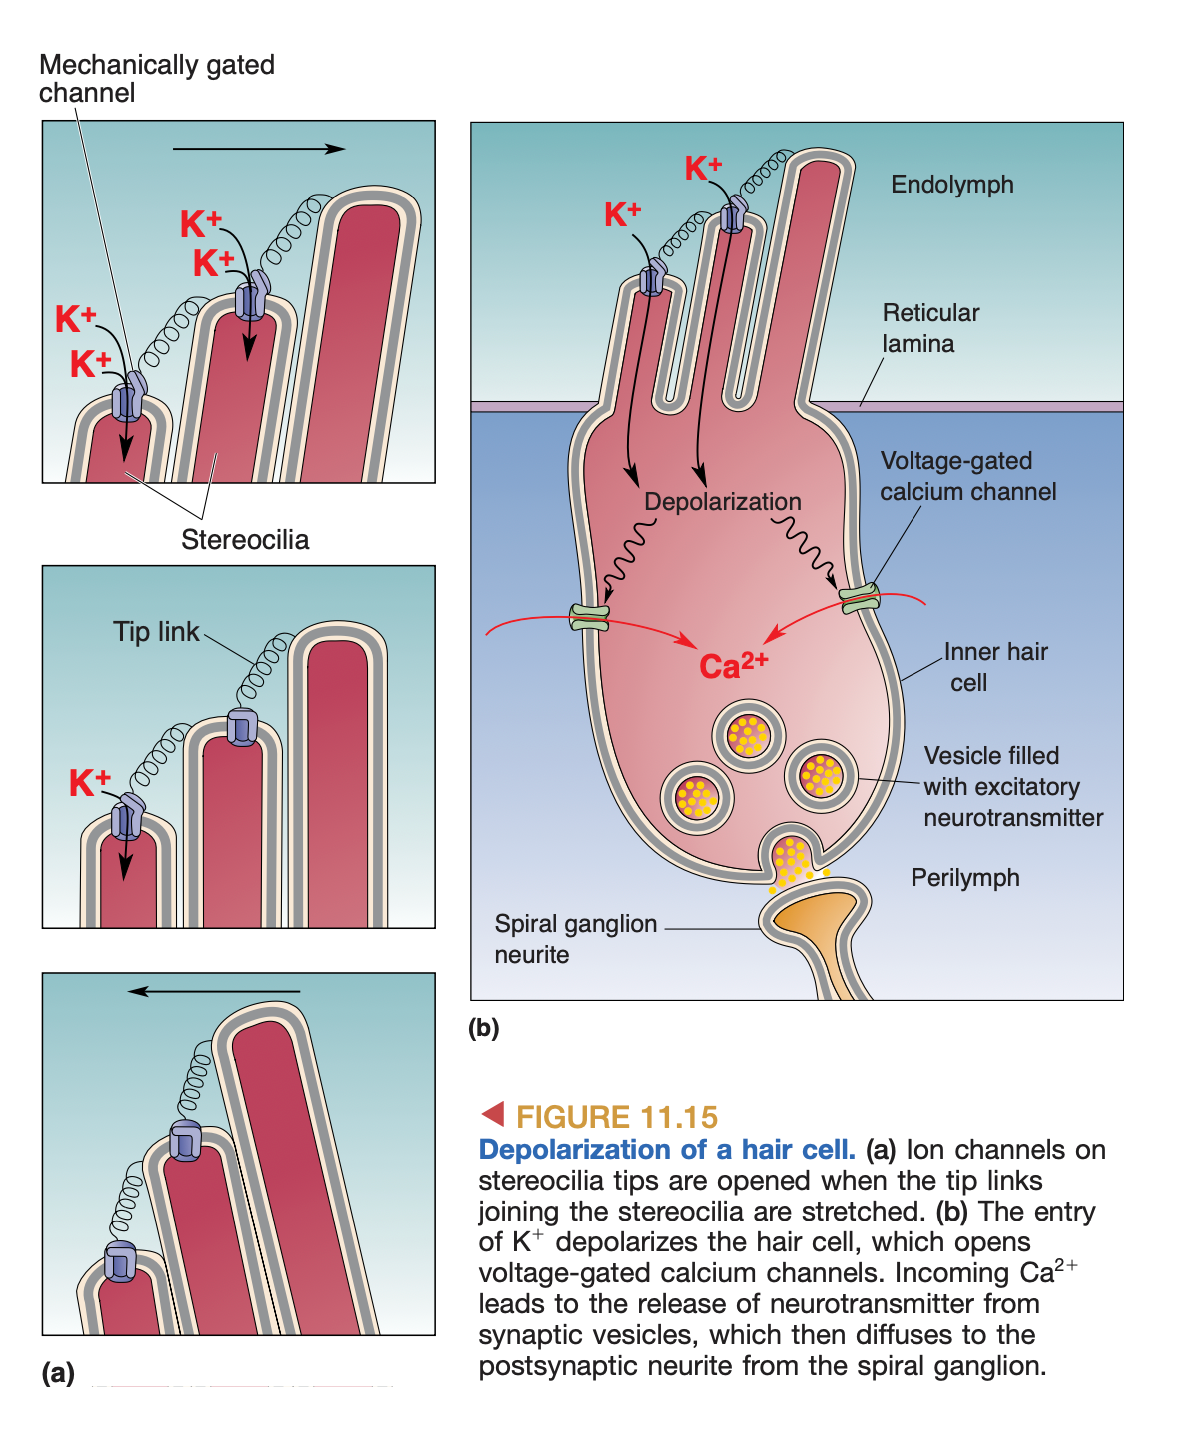 Mechanically gated
channel
K+
K+
K+
K+
Stereocilia
Tip link
K+
(a)
K+
K+
Endolymph
Reticular
lamina
Voltage-gated
calcium channel
Depolarization
Ca2+
Inner hair
cell
Vesicle filled
with excitatory
neurotransmitter
Perilymph
Spiral ganglion
neurite
(b)
◀ FIGURE 11.15
Depolarization of a hair cell. (a) Ion channels on
stereocilia tips are opened when the tip links
joining the stereocilia are stretched. (b) The entry
of K+ depolarizes the hair cell, which opens
voltage-gated calcium channels. Incoming Ca2+
leads to the release of neurotransmitter from
synaptic vesicles, which then diffuses to the
postsynaptic neurite from the spiral ganglion.